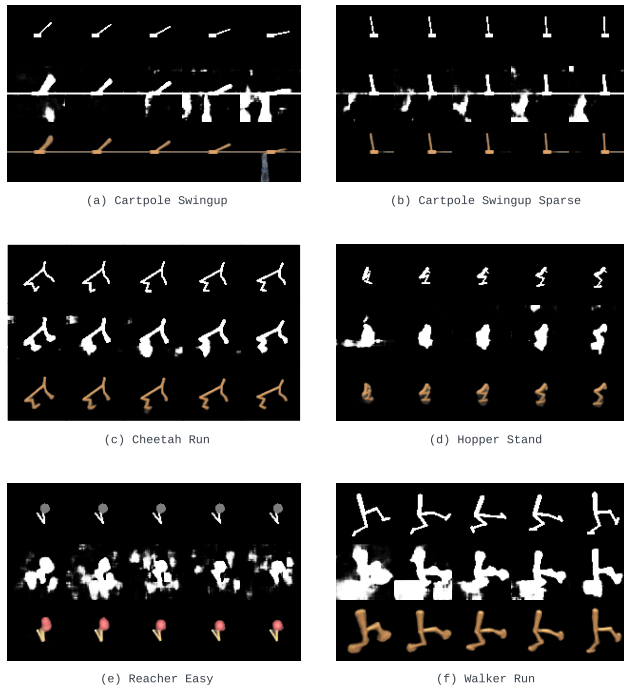 (a) Cartpole Swingup
(b) Cartpole Swingup Sparse
(c) Cheetah Run
(d) Hopper Stand
(e) Reacher Easy
(f) Walker Run